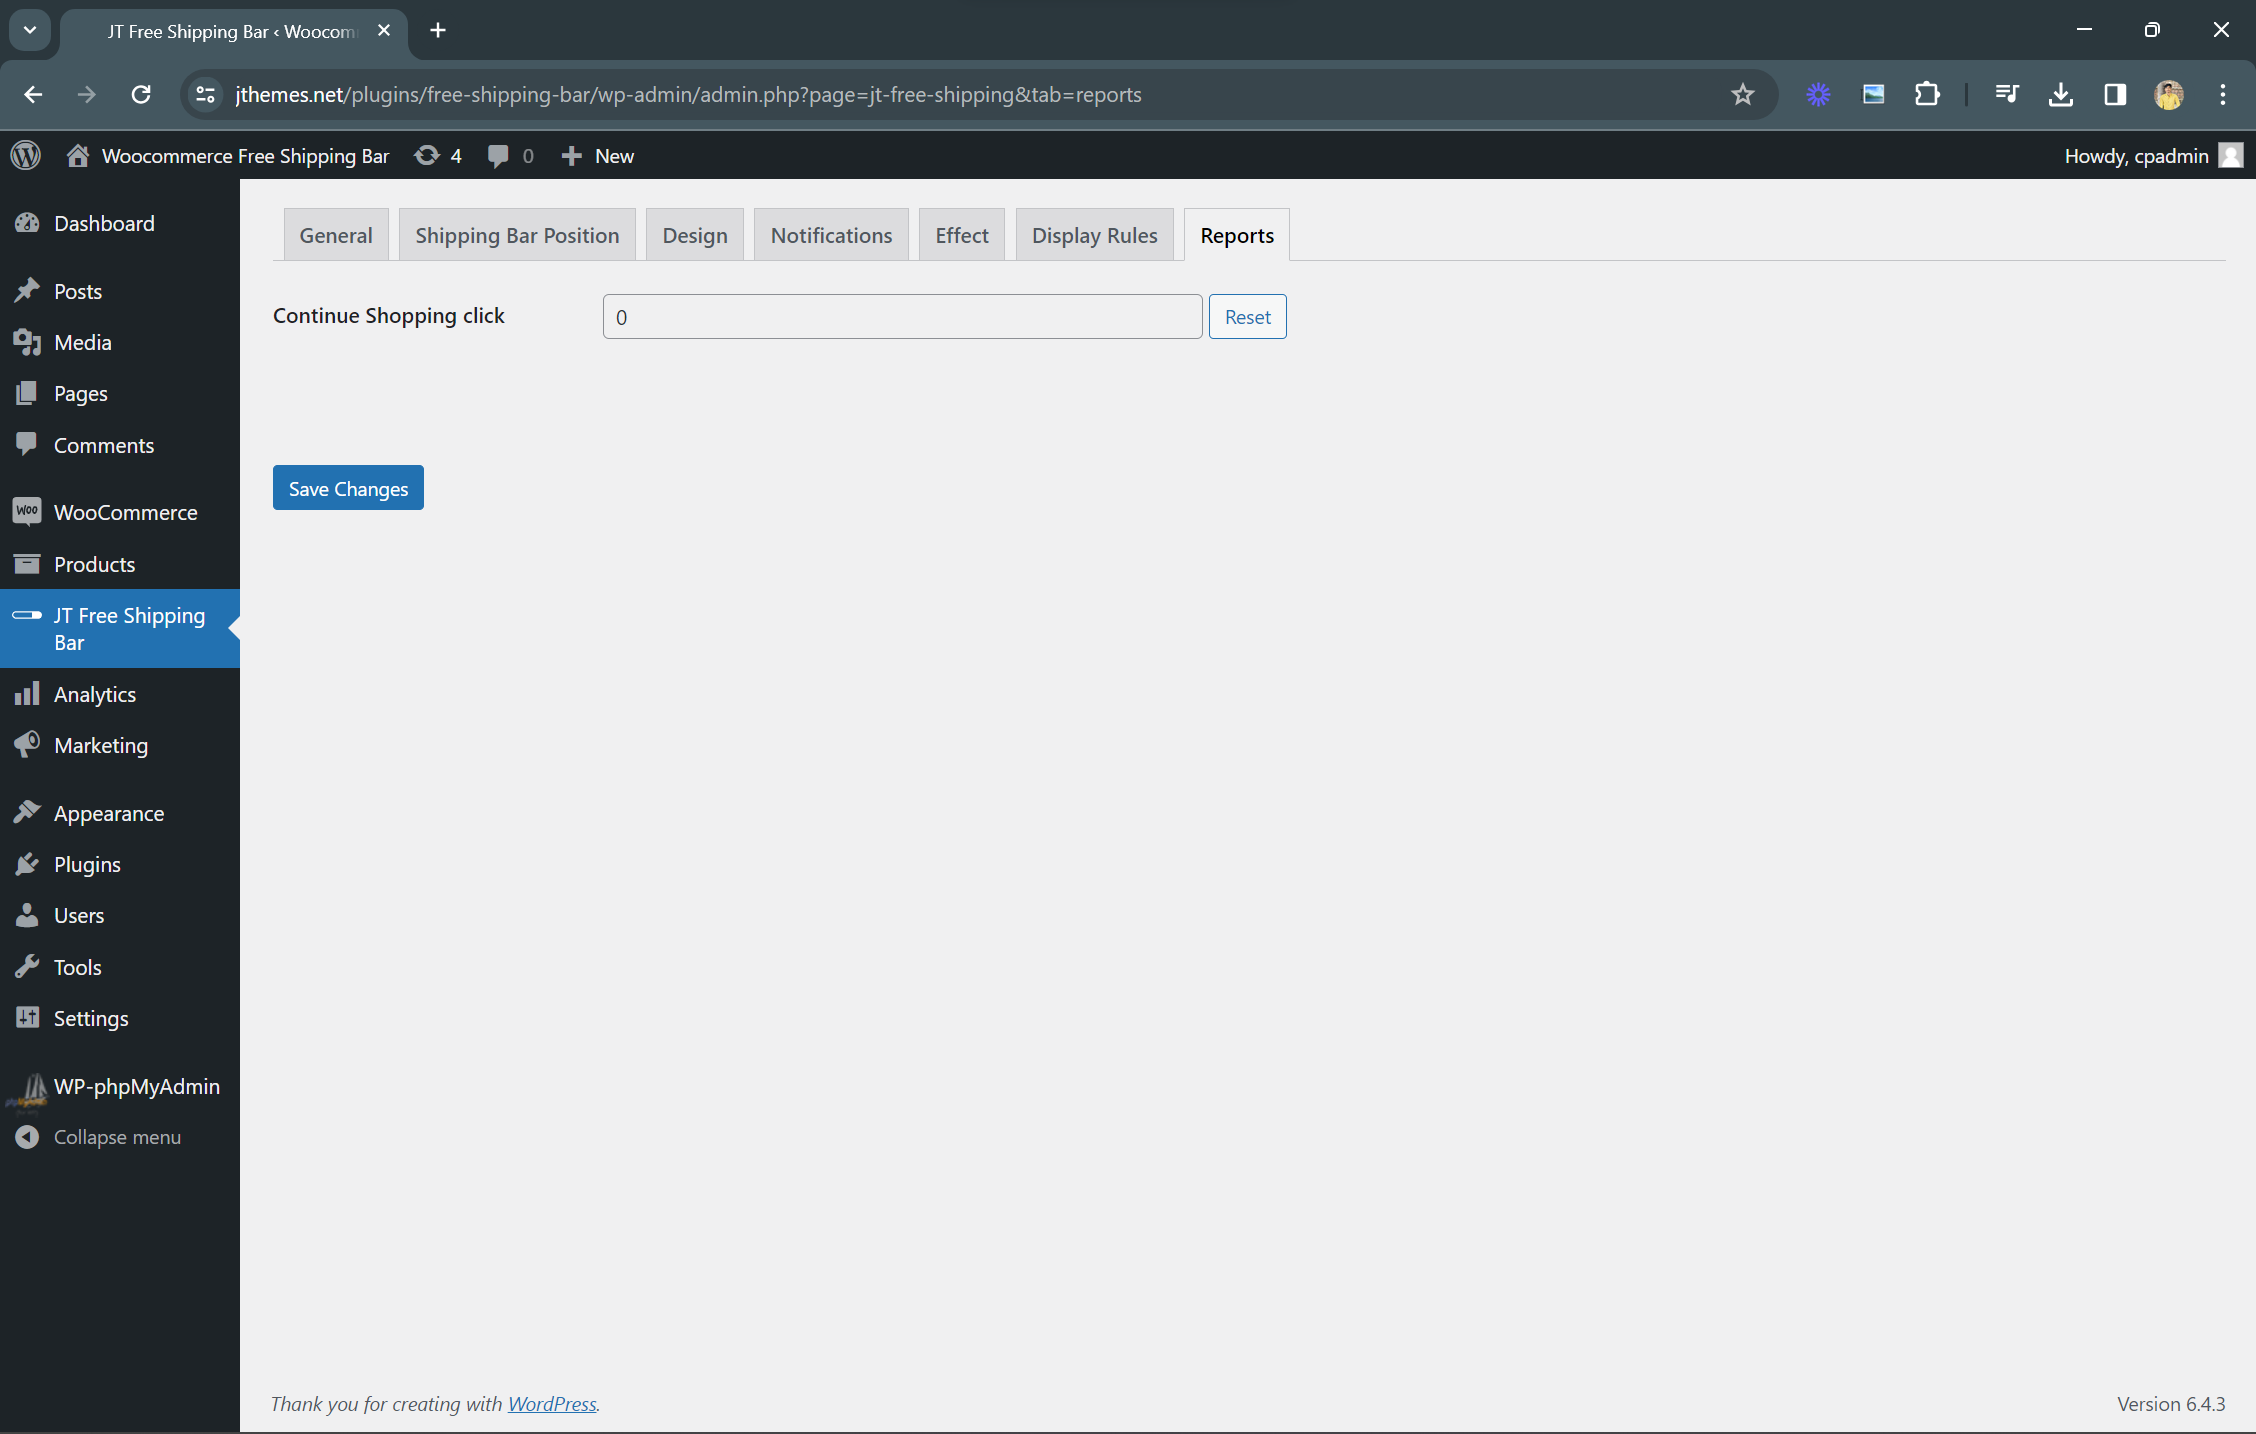 JT Free Shipping Bar ‹ Woocom
jthemes.net/plugins/free-shipping-bar/wp-admin/admin.php?page=jt-free-shipping&tab=reports
Woocommerce Free Shipping Bar
4
0
New
Howdy, cpadmin
Dashboard
Posts
Media
Pages
Comments
Woo
WooCommerce
Products
JT Free Shipping
Bar
Analytics
Marketing
Appearance
Plugins
Users
Tools
Settings
WP-phpMyAdmin
Collapse menu
General
Shipping Bar Position
Design
Notifications
Effect
Display Rules
Reports
Continue Shopping click
0
Reset
Save Changes
Thank you for creating with WordPress.
Version 6.4.3